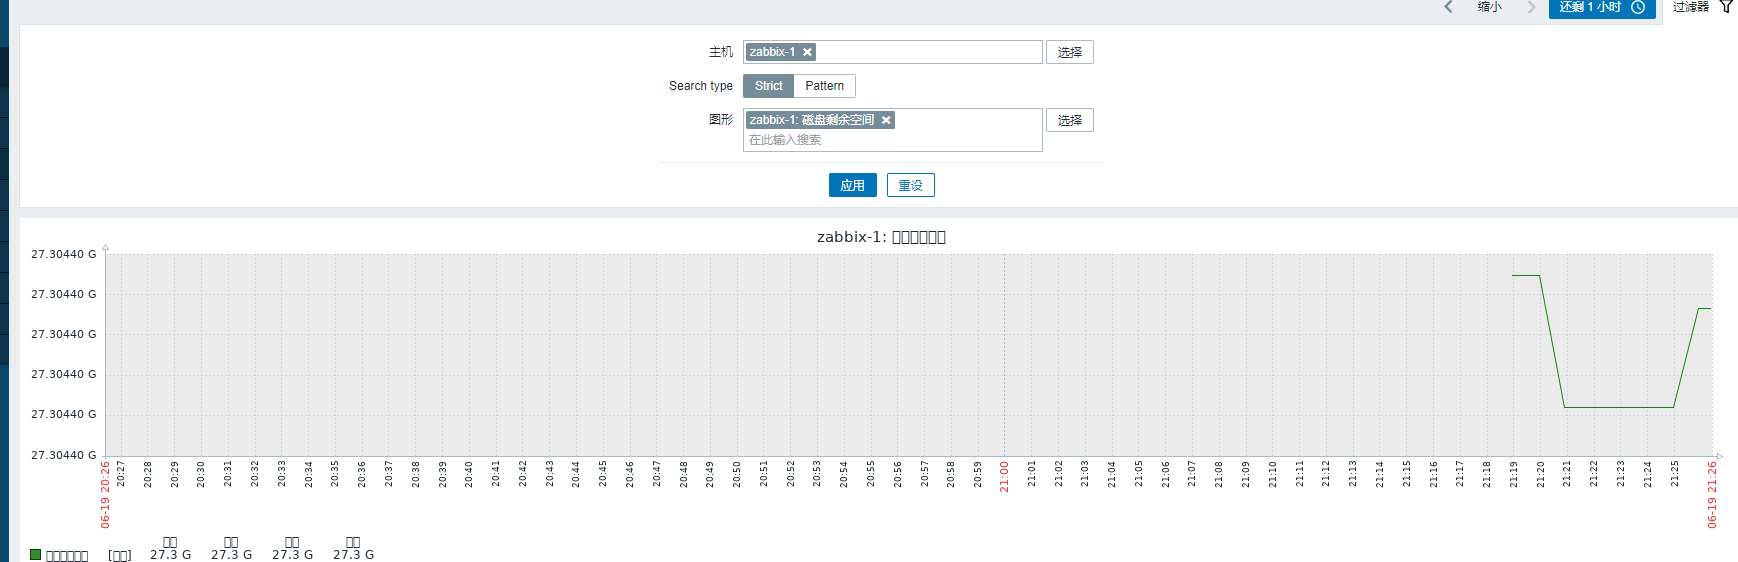 缩小 还剩 1 小时 过滤器
主机 zabbix-1 选择
Search type Strict Pattern
图形 zabbix-1: 磁盘剩余空间 选择
在此输入搜索
应用 重设
zabbix-1: □□□□□□
27.30440 G
27.30440 G
27.30440 G
27.30440 G
27.30440 G
27.30440 G
06-19 20:26 20:27 20:28 20:29 20:30 20:31 20:32 20:33 20:34 20:35 20:36 20:37 20:38 20:39 20:40 20:41 20:42 20:43 20:44 20:45 20:46 20:47 20:48 20:49 20:50 20:51 20:52 20:53 20:54 20:55 20:56 20:57 20:58 20:59 21:00 21:01 21:02 21:03 21:04 21:05 21:06 21:07 21:08 21:09 21:10 21:11 21:12 21:13 21:14 21:15 21:16 21:17 21:18 21:19 21:20 21:21 21:22 21:23 21:24 21:25 06-19 21:26
□□ □□ □□ □□
□□□□□□ [□□] 27.3 G 27.3 G 27.3 G 27.3 G